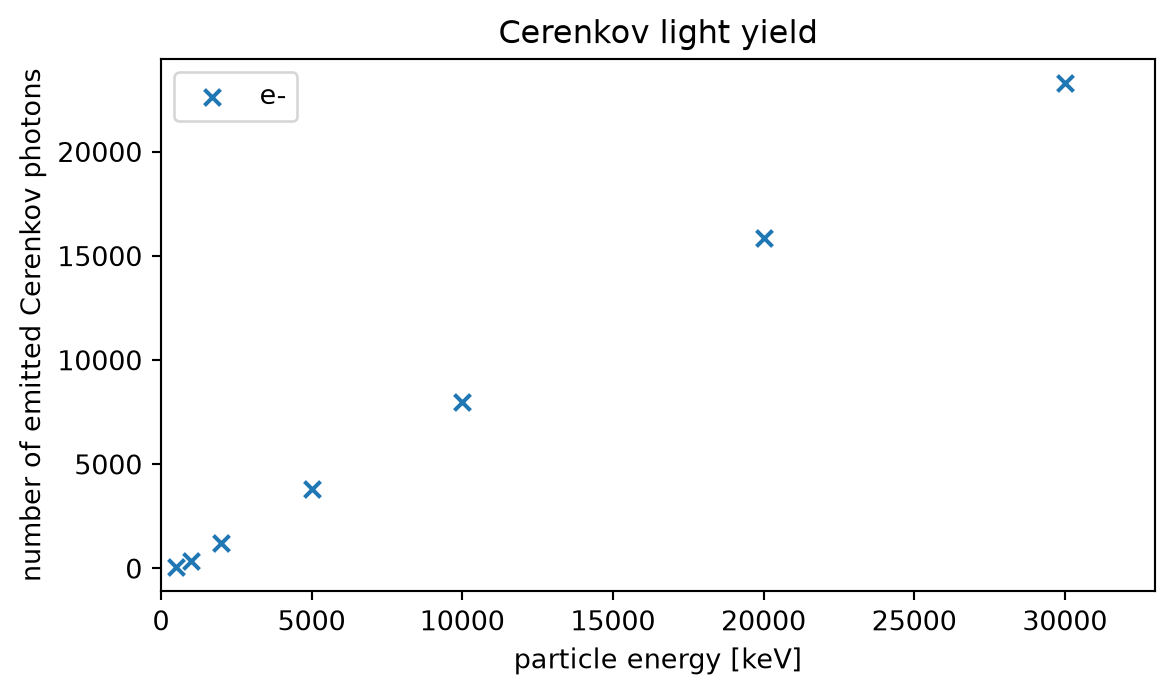 Cerenkov light yield
e-
number of emitted Cerenkov photons
20000
15000
10000
5000
0
0 5000 10000 15000 20000 25000 30000
particle energy [keV]